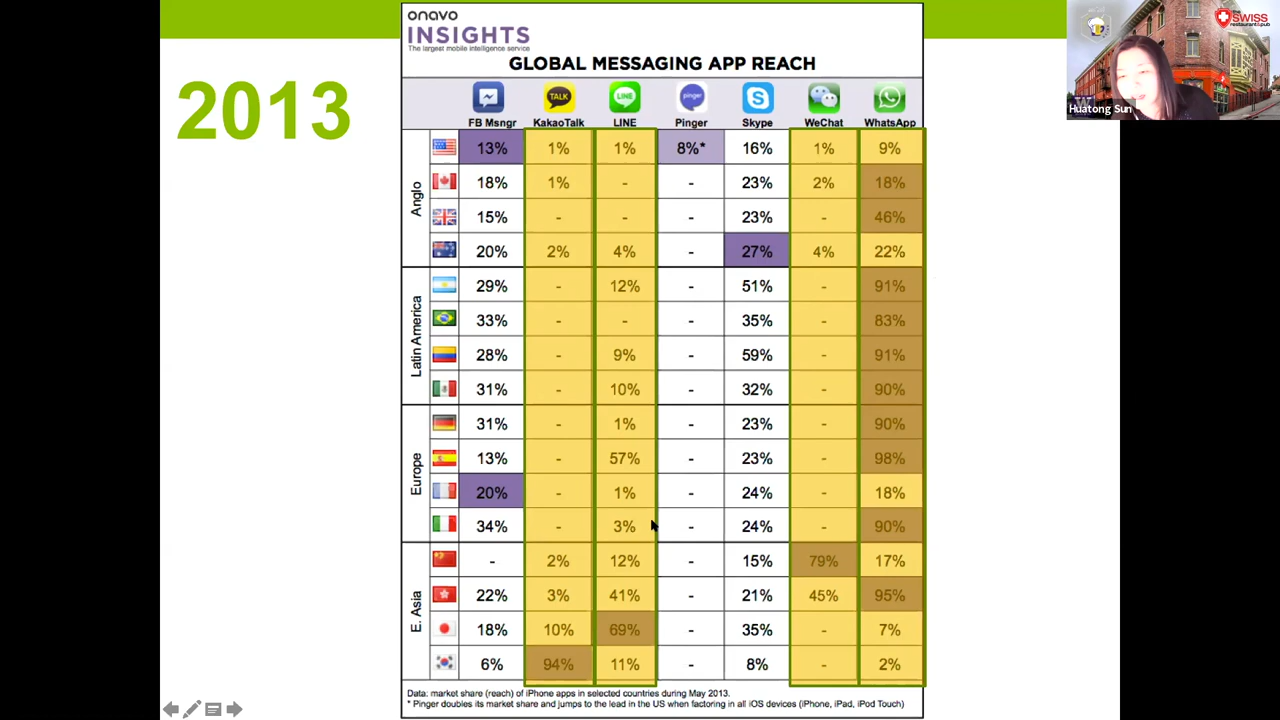 onavo
INSIGHTS
The largest mobile intelligence service
GLOBAL MESSAGING APP REACH
2013
TALK LINE pinger
FB Msngr KakaoTalk LINE Pinger Skype WeChat WhatsApp
Anglo
13% 1% 1% 8%* 16% 1% 9%
18% 1% - - 23% 2% 18%
15% - - - 23% - 46%
20% 2% 4% - 27% 4% 22%
Latin America
29% - 12% - 51% - 91%
33% - - - 35% - 83%
28% - 9% - 59% - 91%
31% - 10% - 32% - 90%
Europe
31% - 1% - 23% - 90%
13% - 57% - 23% - 98%
20% - 1% - 24% - 18%
34% - 3% - 24% - 90%
E. Asia
- 2% 12% - 15% 79% 17%
22% 3% 41% - 21% 45% 95%
18% 10% 69% - 35% - 7%
6% 94% 11% - 8% - 2%
Data: market share (reach) of iPhone apps in selected countries during May 2013.
* Pinger doubles its market share and jumps to the lead in the US when factoring in all iOS devices (iPhone, iPad, iPod Touch)
SWISS
restaurant&pub
Huatong Sun